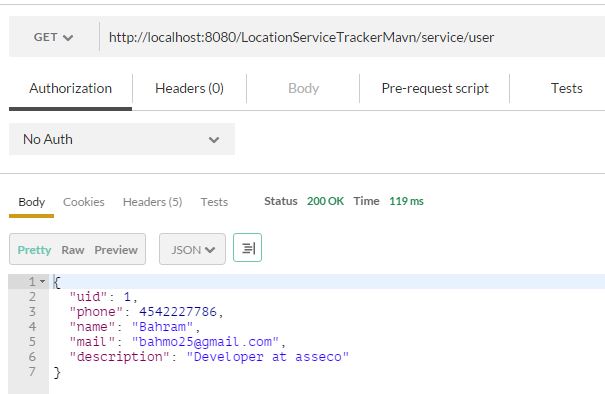 GET http://localhost:8080/LocationServiceTrackerMavn/service/user
Authorization Headers (0) Body Pre-request script Tests
No Auth
Body Cookies Headers (5) Tests Status 200 OK Time 119 ms
Pretty Raw Preview JSON
1 {
2 "uid": 1,
3 "phone": 4542227786,
4 "name": "Bahram",
5 "mail": "bahmo25@gmail.com",
6 "description": "Developer at asseco"
7 }